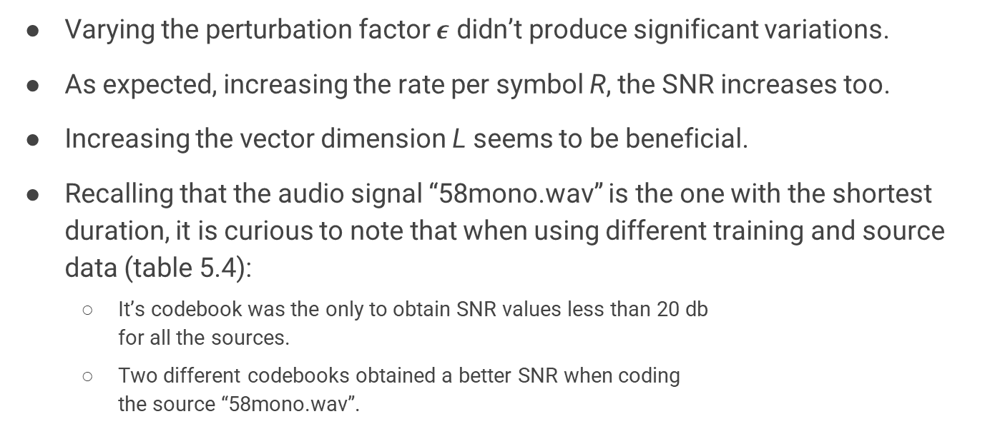 ● Varying the perturbation factor ϵ didn’t produce significant variations.
● As expected, increasing the rate per symbol R, the SNR increases too.
● Increasing the vector dimension L seems to be beneficial.
● Recalling that the audio signal “58mono.wav” is the one with the shortest
duration, it is curious to note that when using different training and source
data (table 5.4):
○ It’s codebook was the only to obtain SNR values less than 20 db
for all the sources.
○ Two different codebooks obtained a better SNR when coding
the source “58mono.wav”.